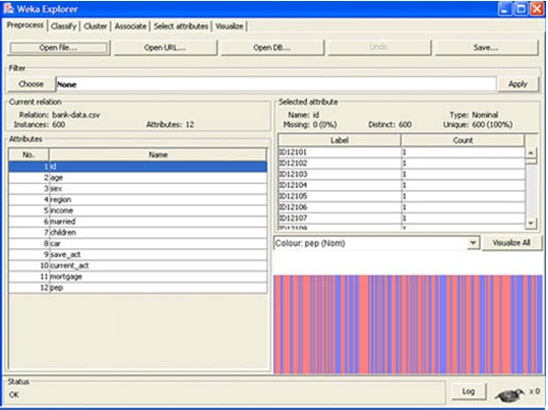 Weka Explorer
Preprocess Classify Cluster Associate Select attributes Visualize
Open file... Open URL... Open DB... Undo Save...
Filter
Choose None Apply
Current relation
Relation: bank-data.csv
Instances: 600 Attributes: 12
Attributes
No. Name
1 id
2 age
3 sex
4 region
5 income
6 married
7 children
8 car
9 save_act
10 current_act
11 mortgage
12 pep
Selected attribute
Name: id Type: Nominal
Missing: 0 (0%) Distinct: 600 Unique: 600 (100%)
Label Count
ID12101 1
ID12102 1
ID12103 1
ID12104 1
ID12105 1
ID12106 1
ID12107 1
Colour: pep (Nom) Visualize All
Status
OK
Log x 0